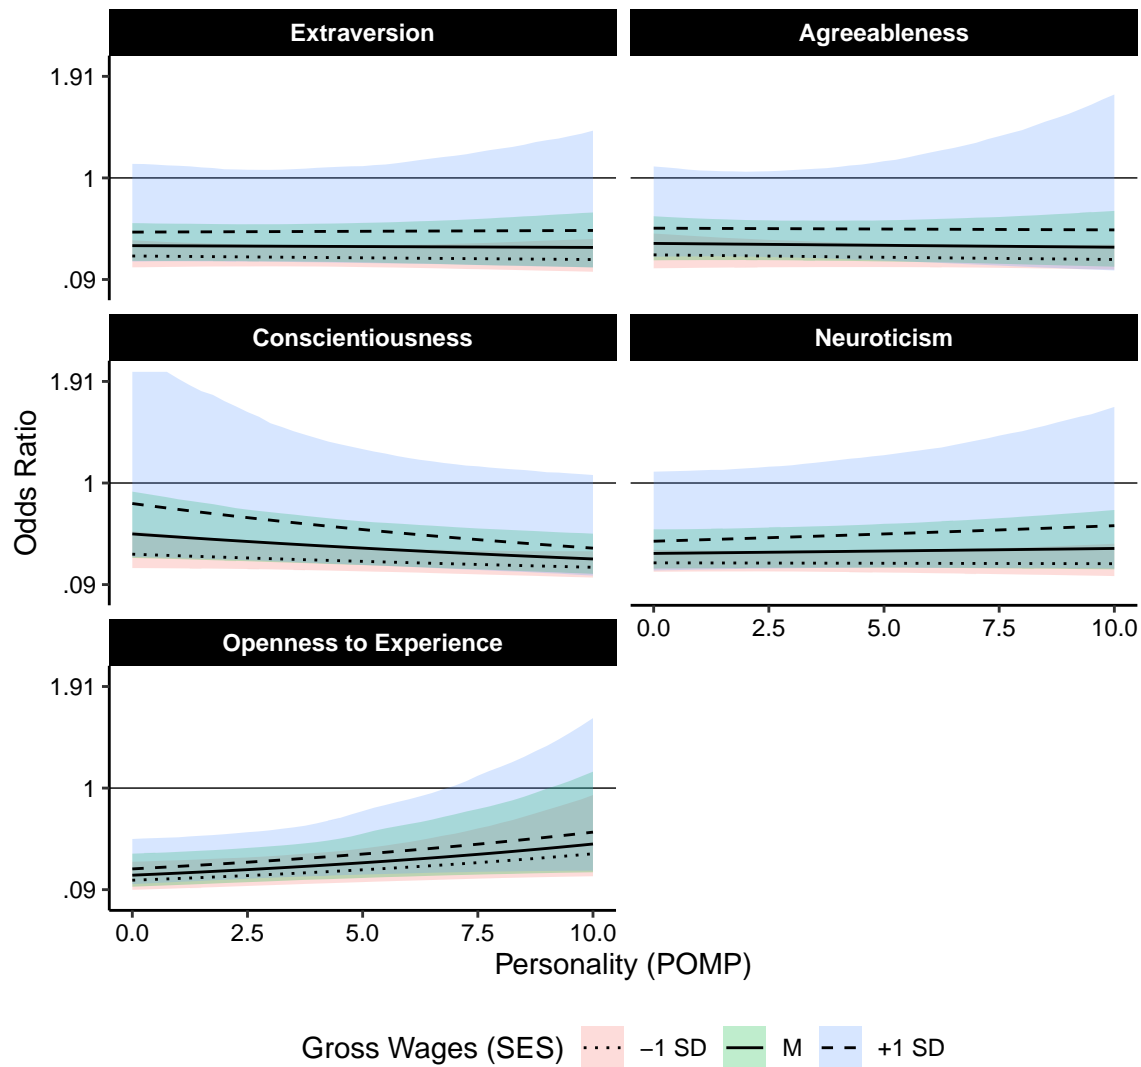 Extraversion
Agreeableness
1.91
1
.09
Conscientiousness
Neuroticism
1.91
1
.09
0.0 2.5 5.0 7.5 10.0
Openness to Experience
1.91
1
.09
0.0 2.5 5.0 7.5 10.0
Odds Ratio
Personality (POMP)
Gross Wages (SES) −1 SD M +1 SD